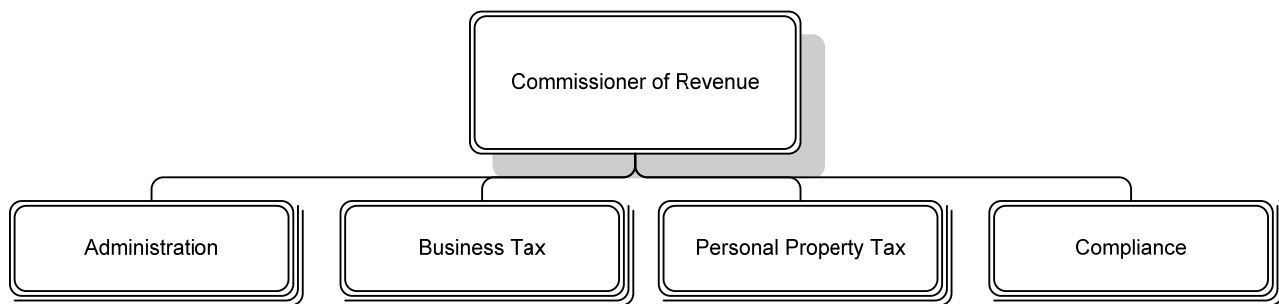 Commissioner of Revenue
Administration
Business Tax
Personal Property Tax
Compliance